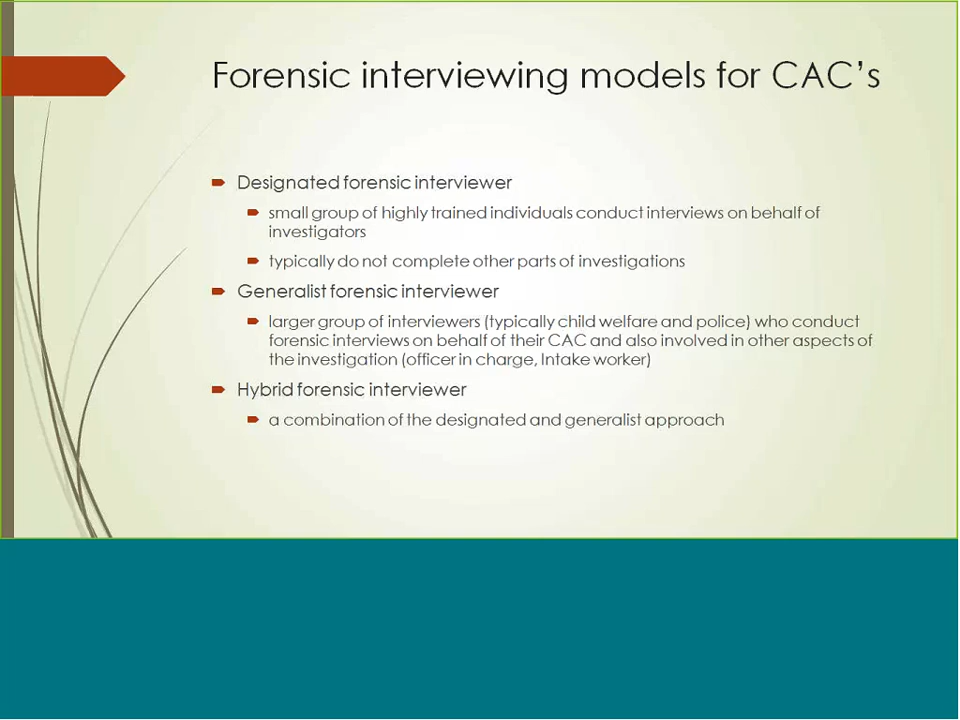 Forensic interviewing models for CAC's
Designated forensic interviewer
small group of highly trained individuals conduct interviews on behalf of
investigators
typically do not complete other parts of investigations
Generalist forensic interviewer
larger group of interviewers (typically child welfare and police) who conduct
forensic interviews on behalf of their CAC and also involved in other aspects of
the investigation (officer in charge, Intake worker)
Hybrid forensic interviewer
a combination of the designated and generalist approach